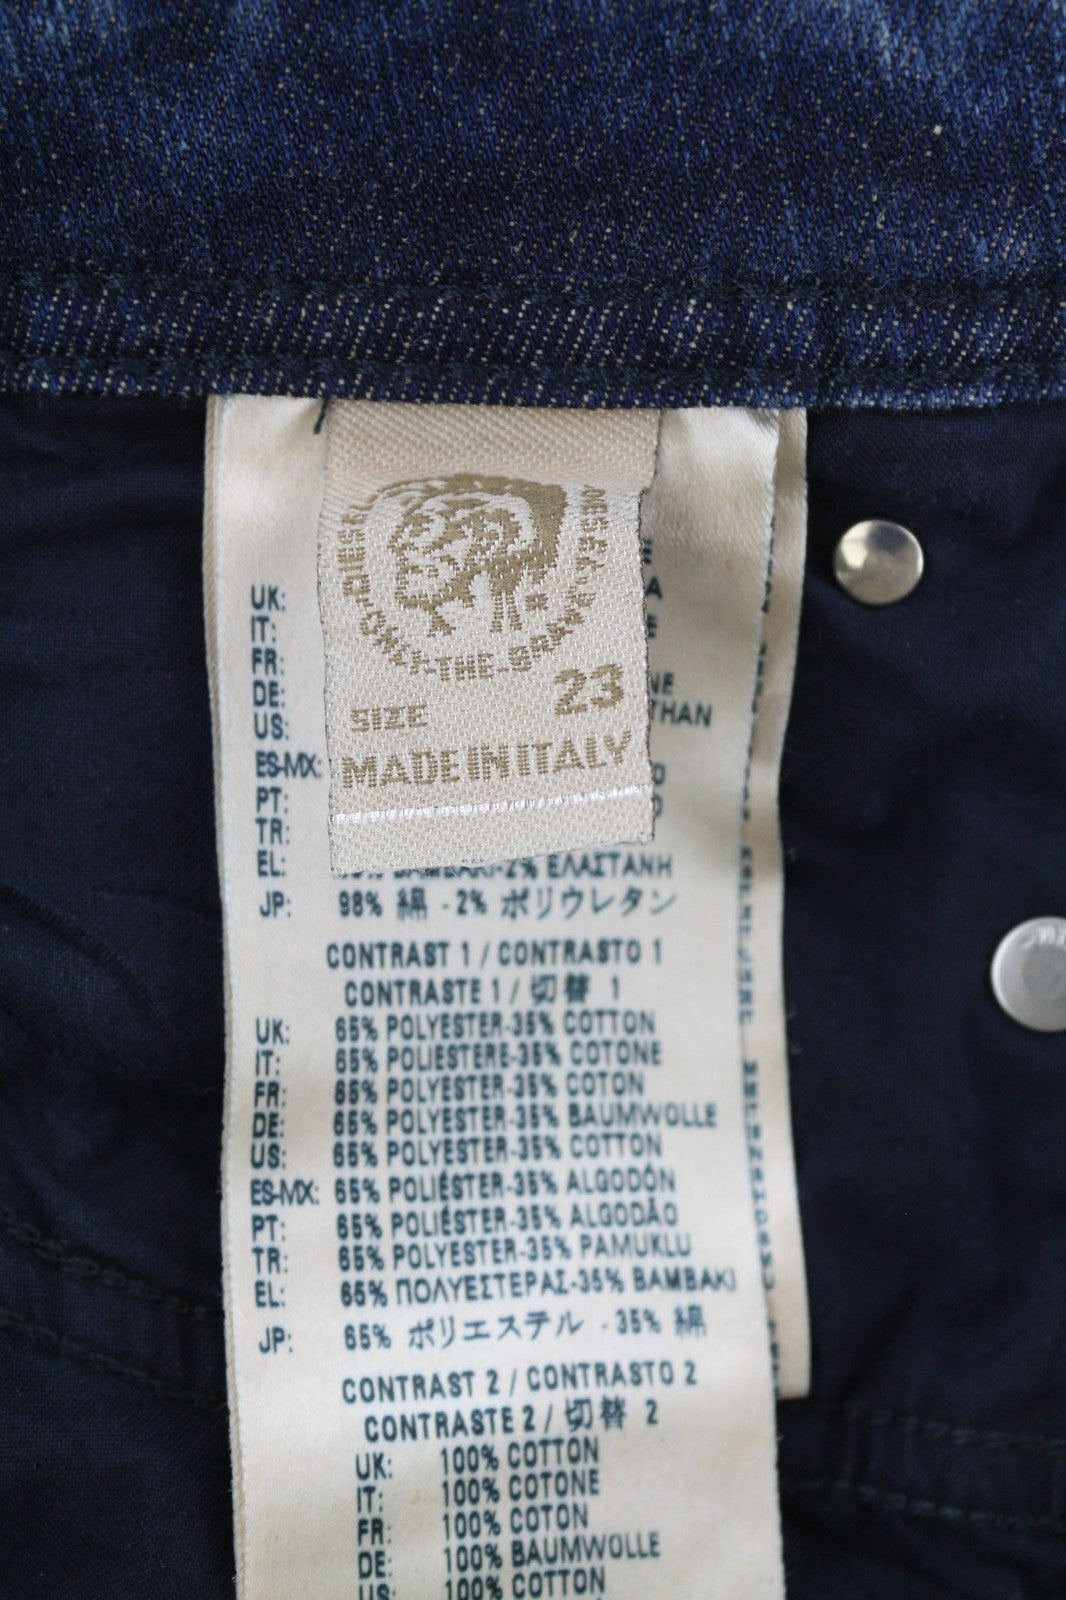 DIESEL
ONLY-THE-BRAVE
SIZE 23
MADE IN ITALY
UK:
IT:
FR:
DE:
US: THAN
ES-MX:
PT:
TR:
EL: 2% ΕΛΑΣΤΑΝΗ
JP: 98% 綿 - 2% ポリウレタン
CONTRAST 1 / CONTRASTO 1
CONTRASTE 1 / 切替 1
UK: 65% POLYESTER-35% COTTON
IT: 65% POLIESTERE-35% COTONE
FR: 65% POLYESTER-35% COTON
DE: 65% POLYESTER-35% BAUMWOLLE
US: 65% POLYESTER-35% COTTON
ES-MX: 65% POLIÉSTER-35% ALGODÓN
PT: 65% POLIÉSTER-35% ALGODÃO
TR: 65% POLYESTER-35% PAMUKLU
EL: 65% ΠΟΛΥΕΣΤΕΡΑΣ-35% ΒΑΜΒΑΚΙ
JP: 65% ポリエステル - 35% 綿
CONTRAST 2 / CONTRASTO 2
CONTRASTE 2 / 切替 2
UK: 100% COTTON
IT: 100% COTONE
FR: 100% COTON
DE: 100% BAUMWOLLE
US: 100% COTTON